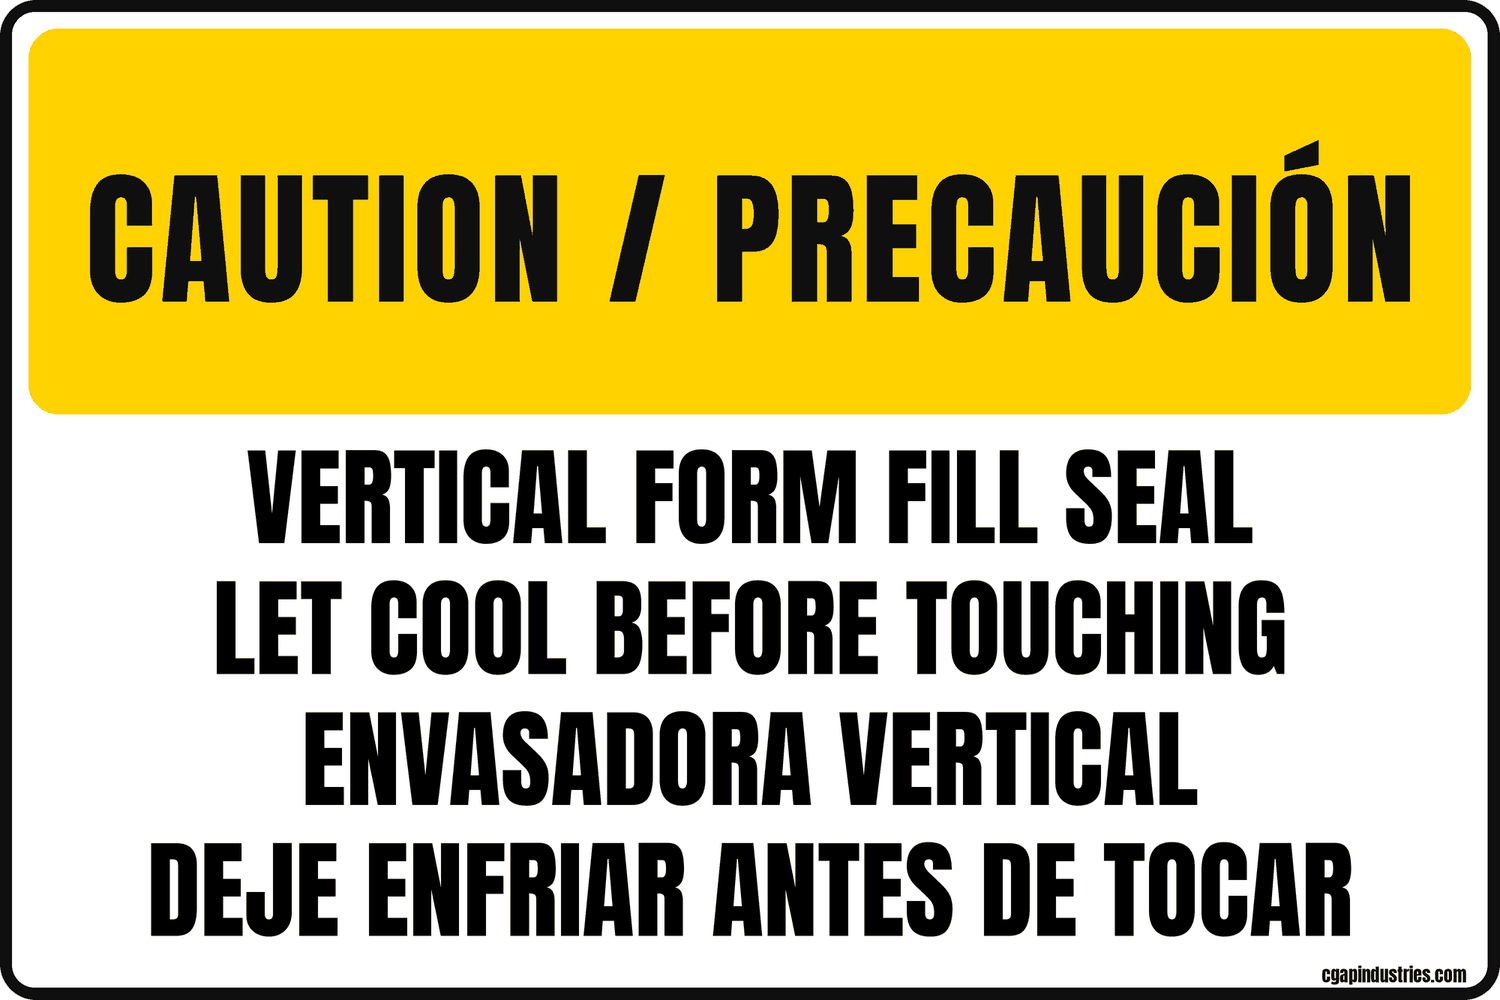 CAUTION / PRECAUCIÓN
VERTICAL FORM FILL SEAL
LET COOL BEFORE TOUCHING
ENVASADORA VERTICAL
DEJE ENFRIAR ANTES DE TOCAR
cgapindustries.com